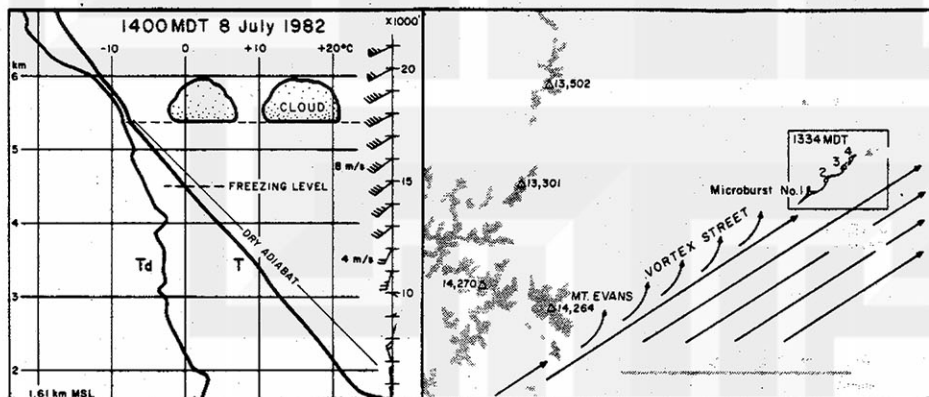 1400 MDT 8 July 1982
x1000'
-10 0 +10 +20°C
km
6
5
4
3
2
CLOUD
FREEZING LEVEL
DRY ADIABAT
Td
T
8 m/s
4 m/s
20
15
10
1.61 km MSL
13,502
13,301
14,270
MT. EVANS
14,264
VORTEX STREET
1334 MDT
Microburst No.1
2
3
4